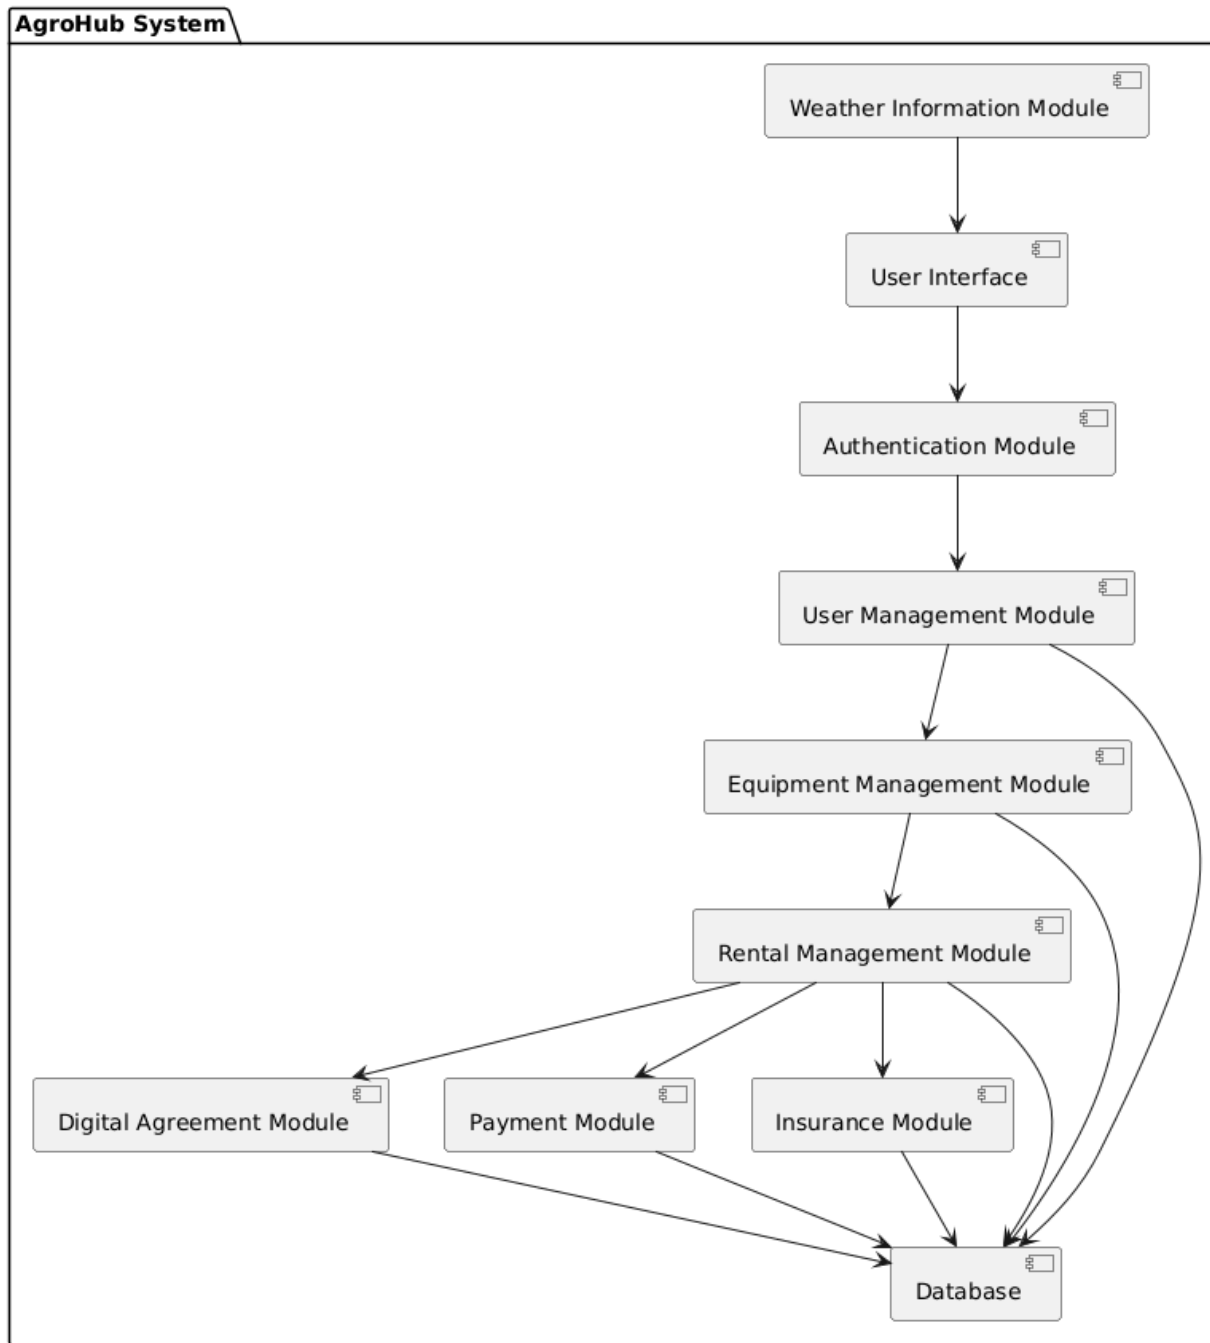 AgroHub System
Weather Information Module
User Interface
Authentication Module
User Management Module
Equipment Management Module
Rental Management Module
Digital Agreement Module
Payment Module
Insurance Module
Database